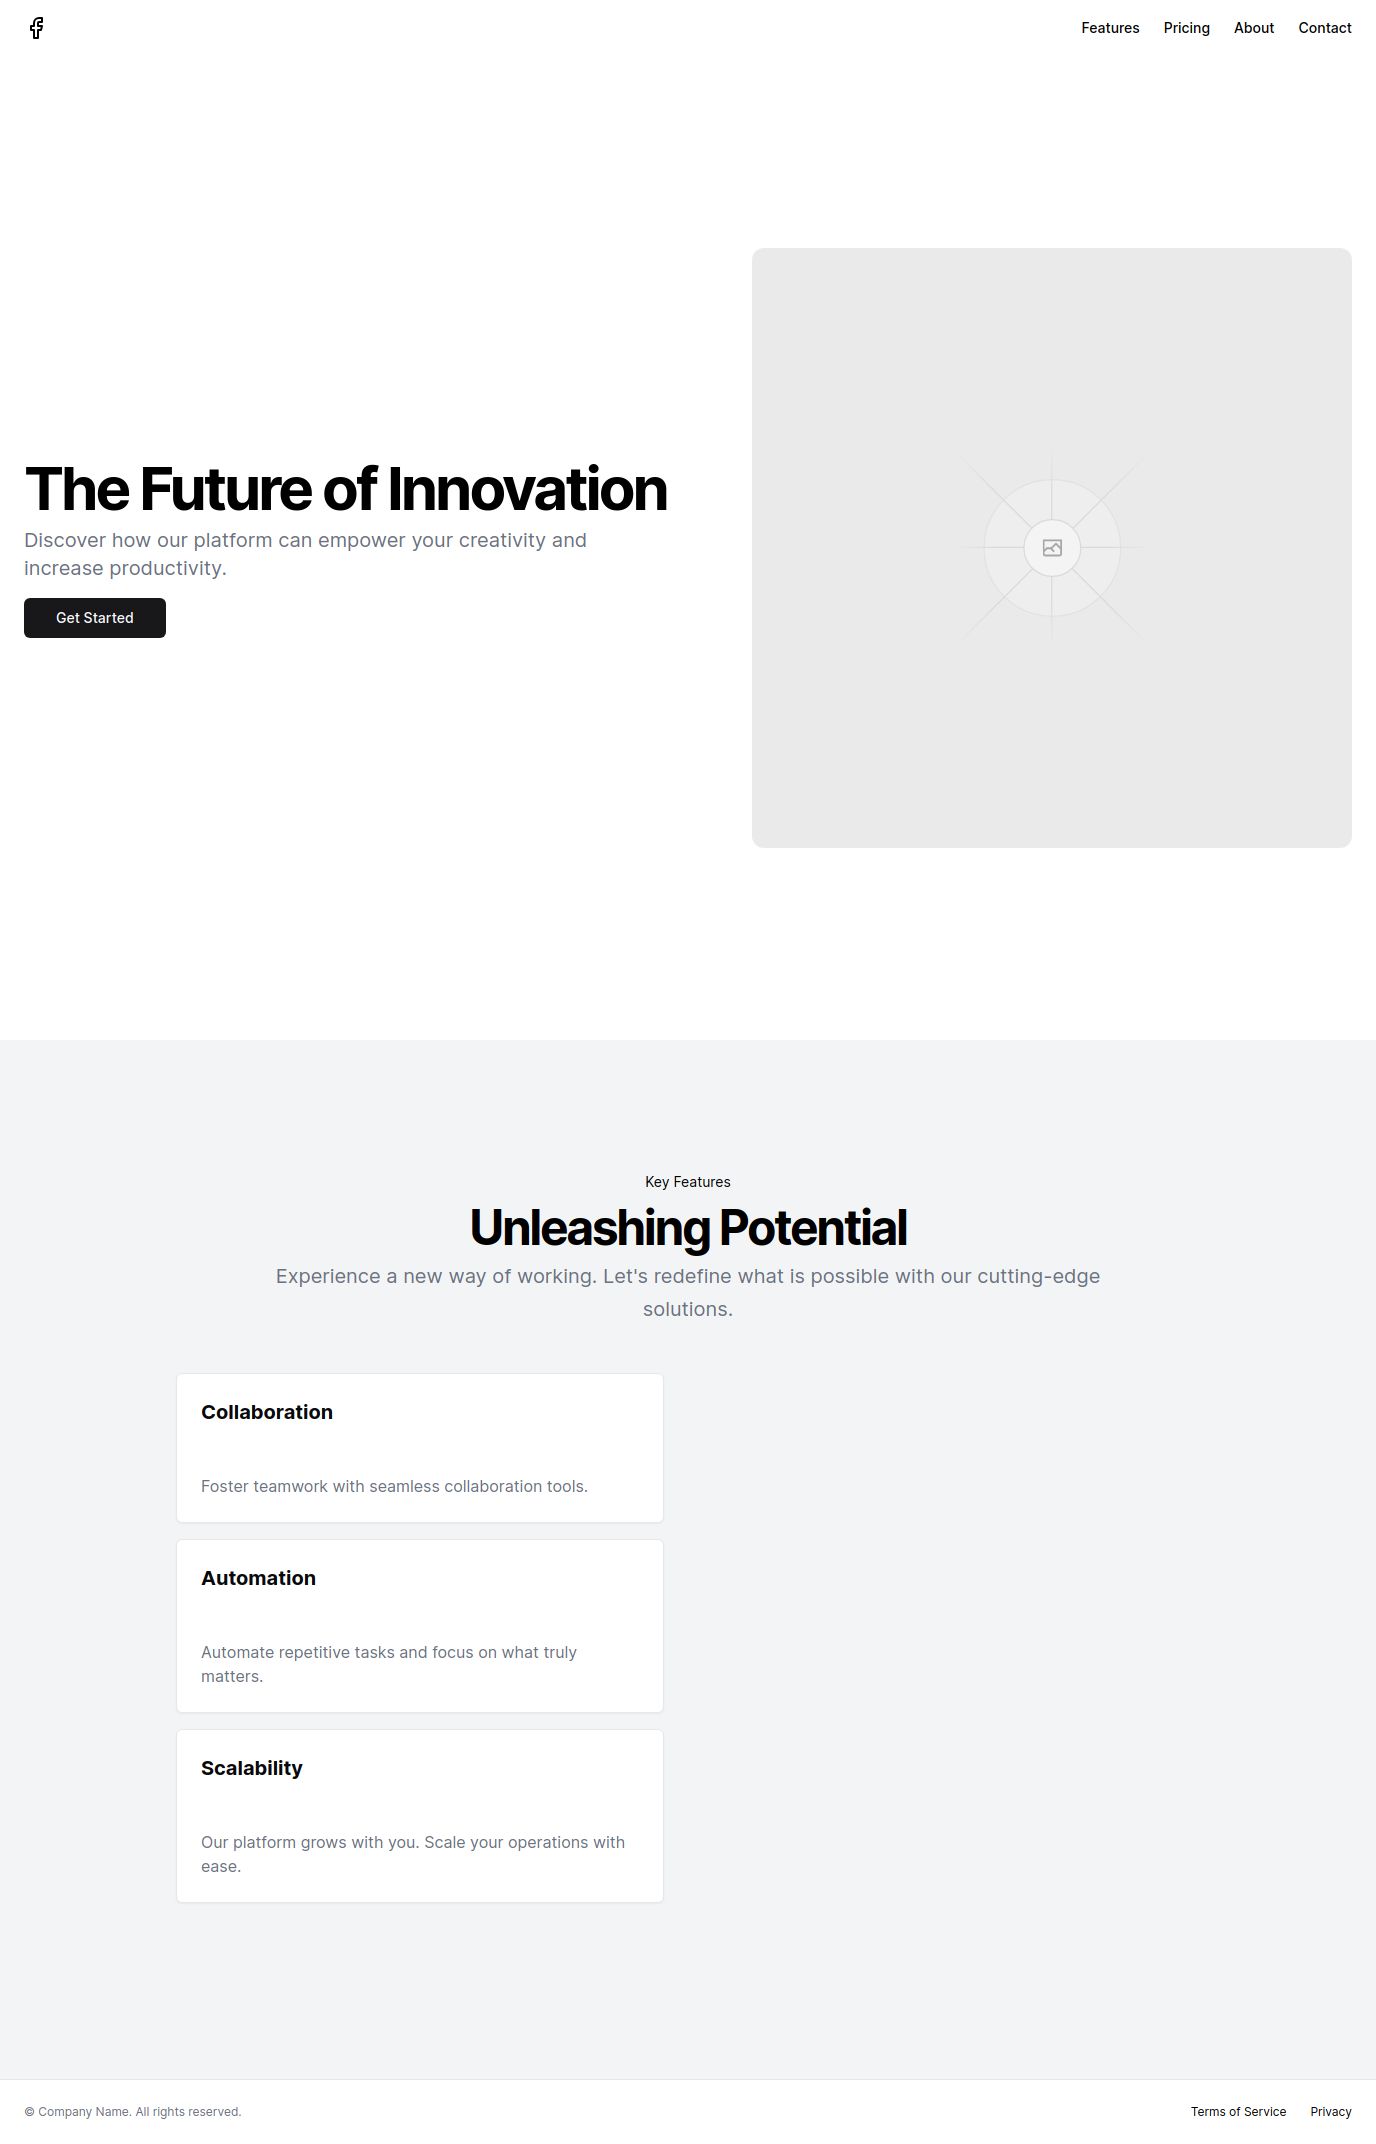 Features
Pricing
About
Contact
The Future of Innovation
Discover how our platform can empower your creativity and
increase productivity.
Get Started
Key Features
Unleashing Potential
Experience a new way of working. Let's redefine what is possible with our cutting-edge
solutions.
Collaboration
Foster teamwork with seamless collaboration tools.
Automation
Automate repetitive tasks and focus on what truly
matters.
Scalability
Our platform grows with you. Scale your operations with
ease.
© Company Name. All rights reserved.
Terms of Service
Privacy